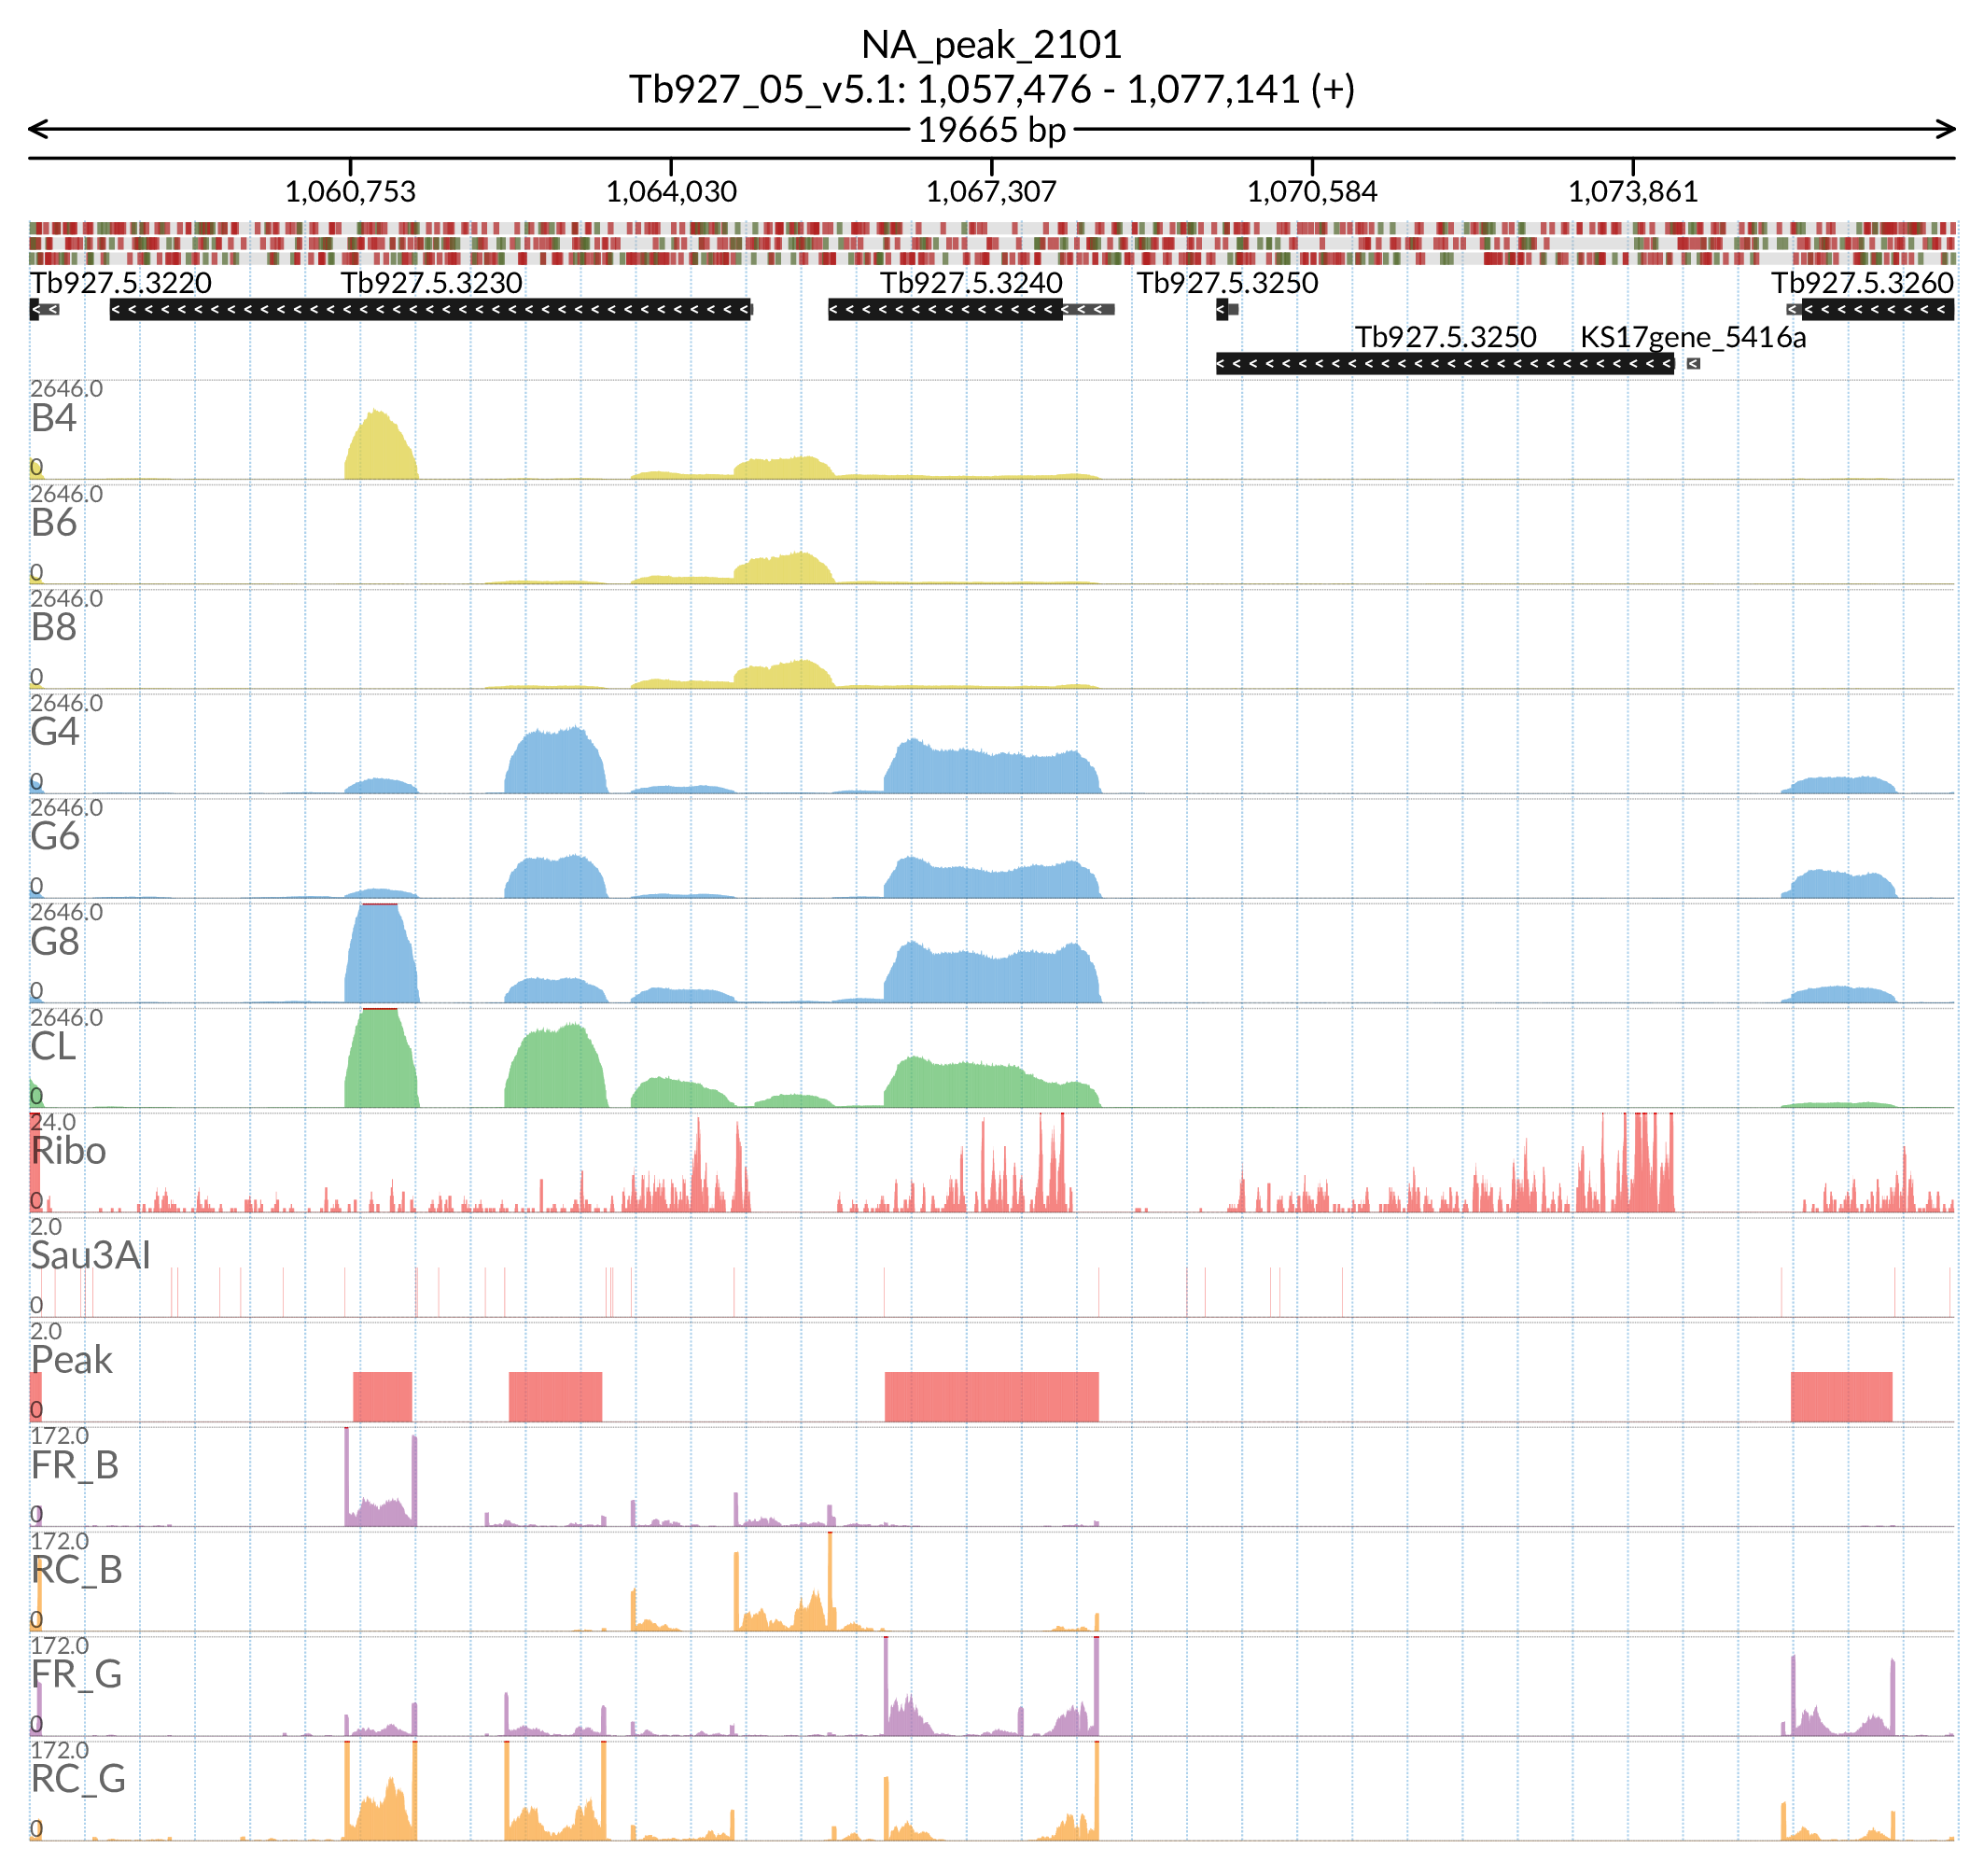 NA_peak_2101
Tb927_05_v5.1: 1,057,476 - 1,077,141 (+)
19665 bp
1,060,753 1,064,030 1,067,307 1,070,584 1,073,861
Tb927.5.3220 Tb927.5.3230 Tb927.5.3240 Tb927.5.3250 Tb927.5.3260
Tb927.5.3250 KS17gene_5416a
2646.0
B4
0
2646.0
B6
0
2646.0
B8
0
2646.0
G4
0
2646.0
G6
0
2646.0
G8
0
2646.0
CL
0
24.0
Ribo
0
2.0
Sau3AI
0
2.0
Peak
0
172.0
FR_B
0
172.0
RC_B
0
172.0
FR_G
0
172.0
RC_G
0